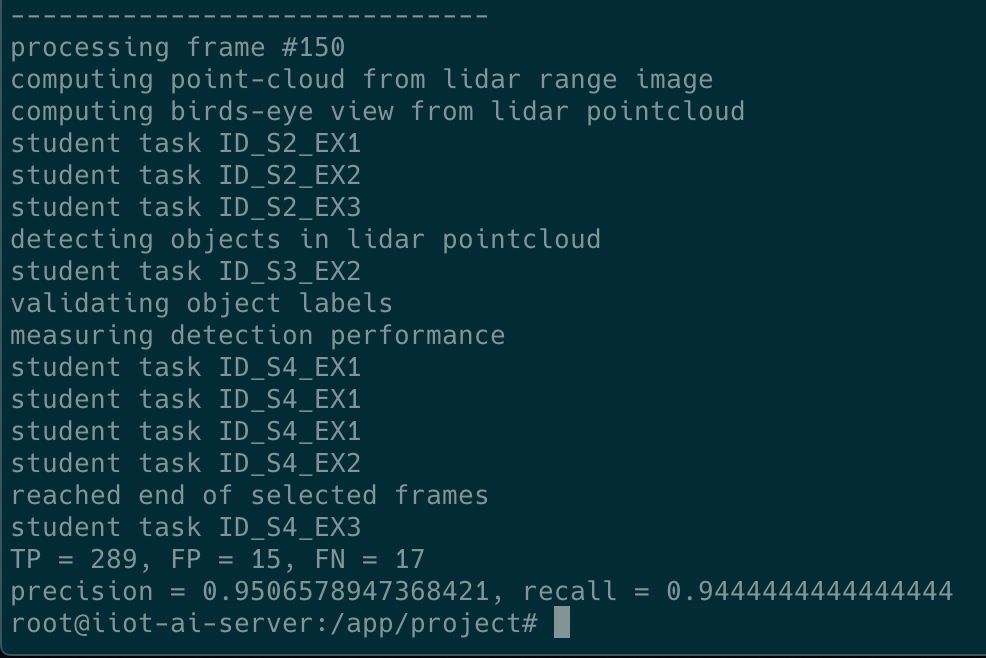 ------------------------------
processing frame #150
computing point-cloud from lidar range image
computing birds-eye view from lidar pointcloud
student task ID_S2_EX1
student task ID_S2_EX2
student task ID_S2_EX3
detecting objects in lidar pointcloud
student task ID_S3_EX2
validating object labels
measuring detection performance
student task ID_S4_EX1
student task ID_S4_EX1
student task ID_S4_EX1
student task ID_S4_EX2
reached end of selected frames
student task ID_S4_EX3
TP = 289, FP = 15, FN = 17
precision = 0.9506578947368421, recall = 0.9444444444444444
root@iiot-ai-server:/app/project#